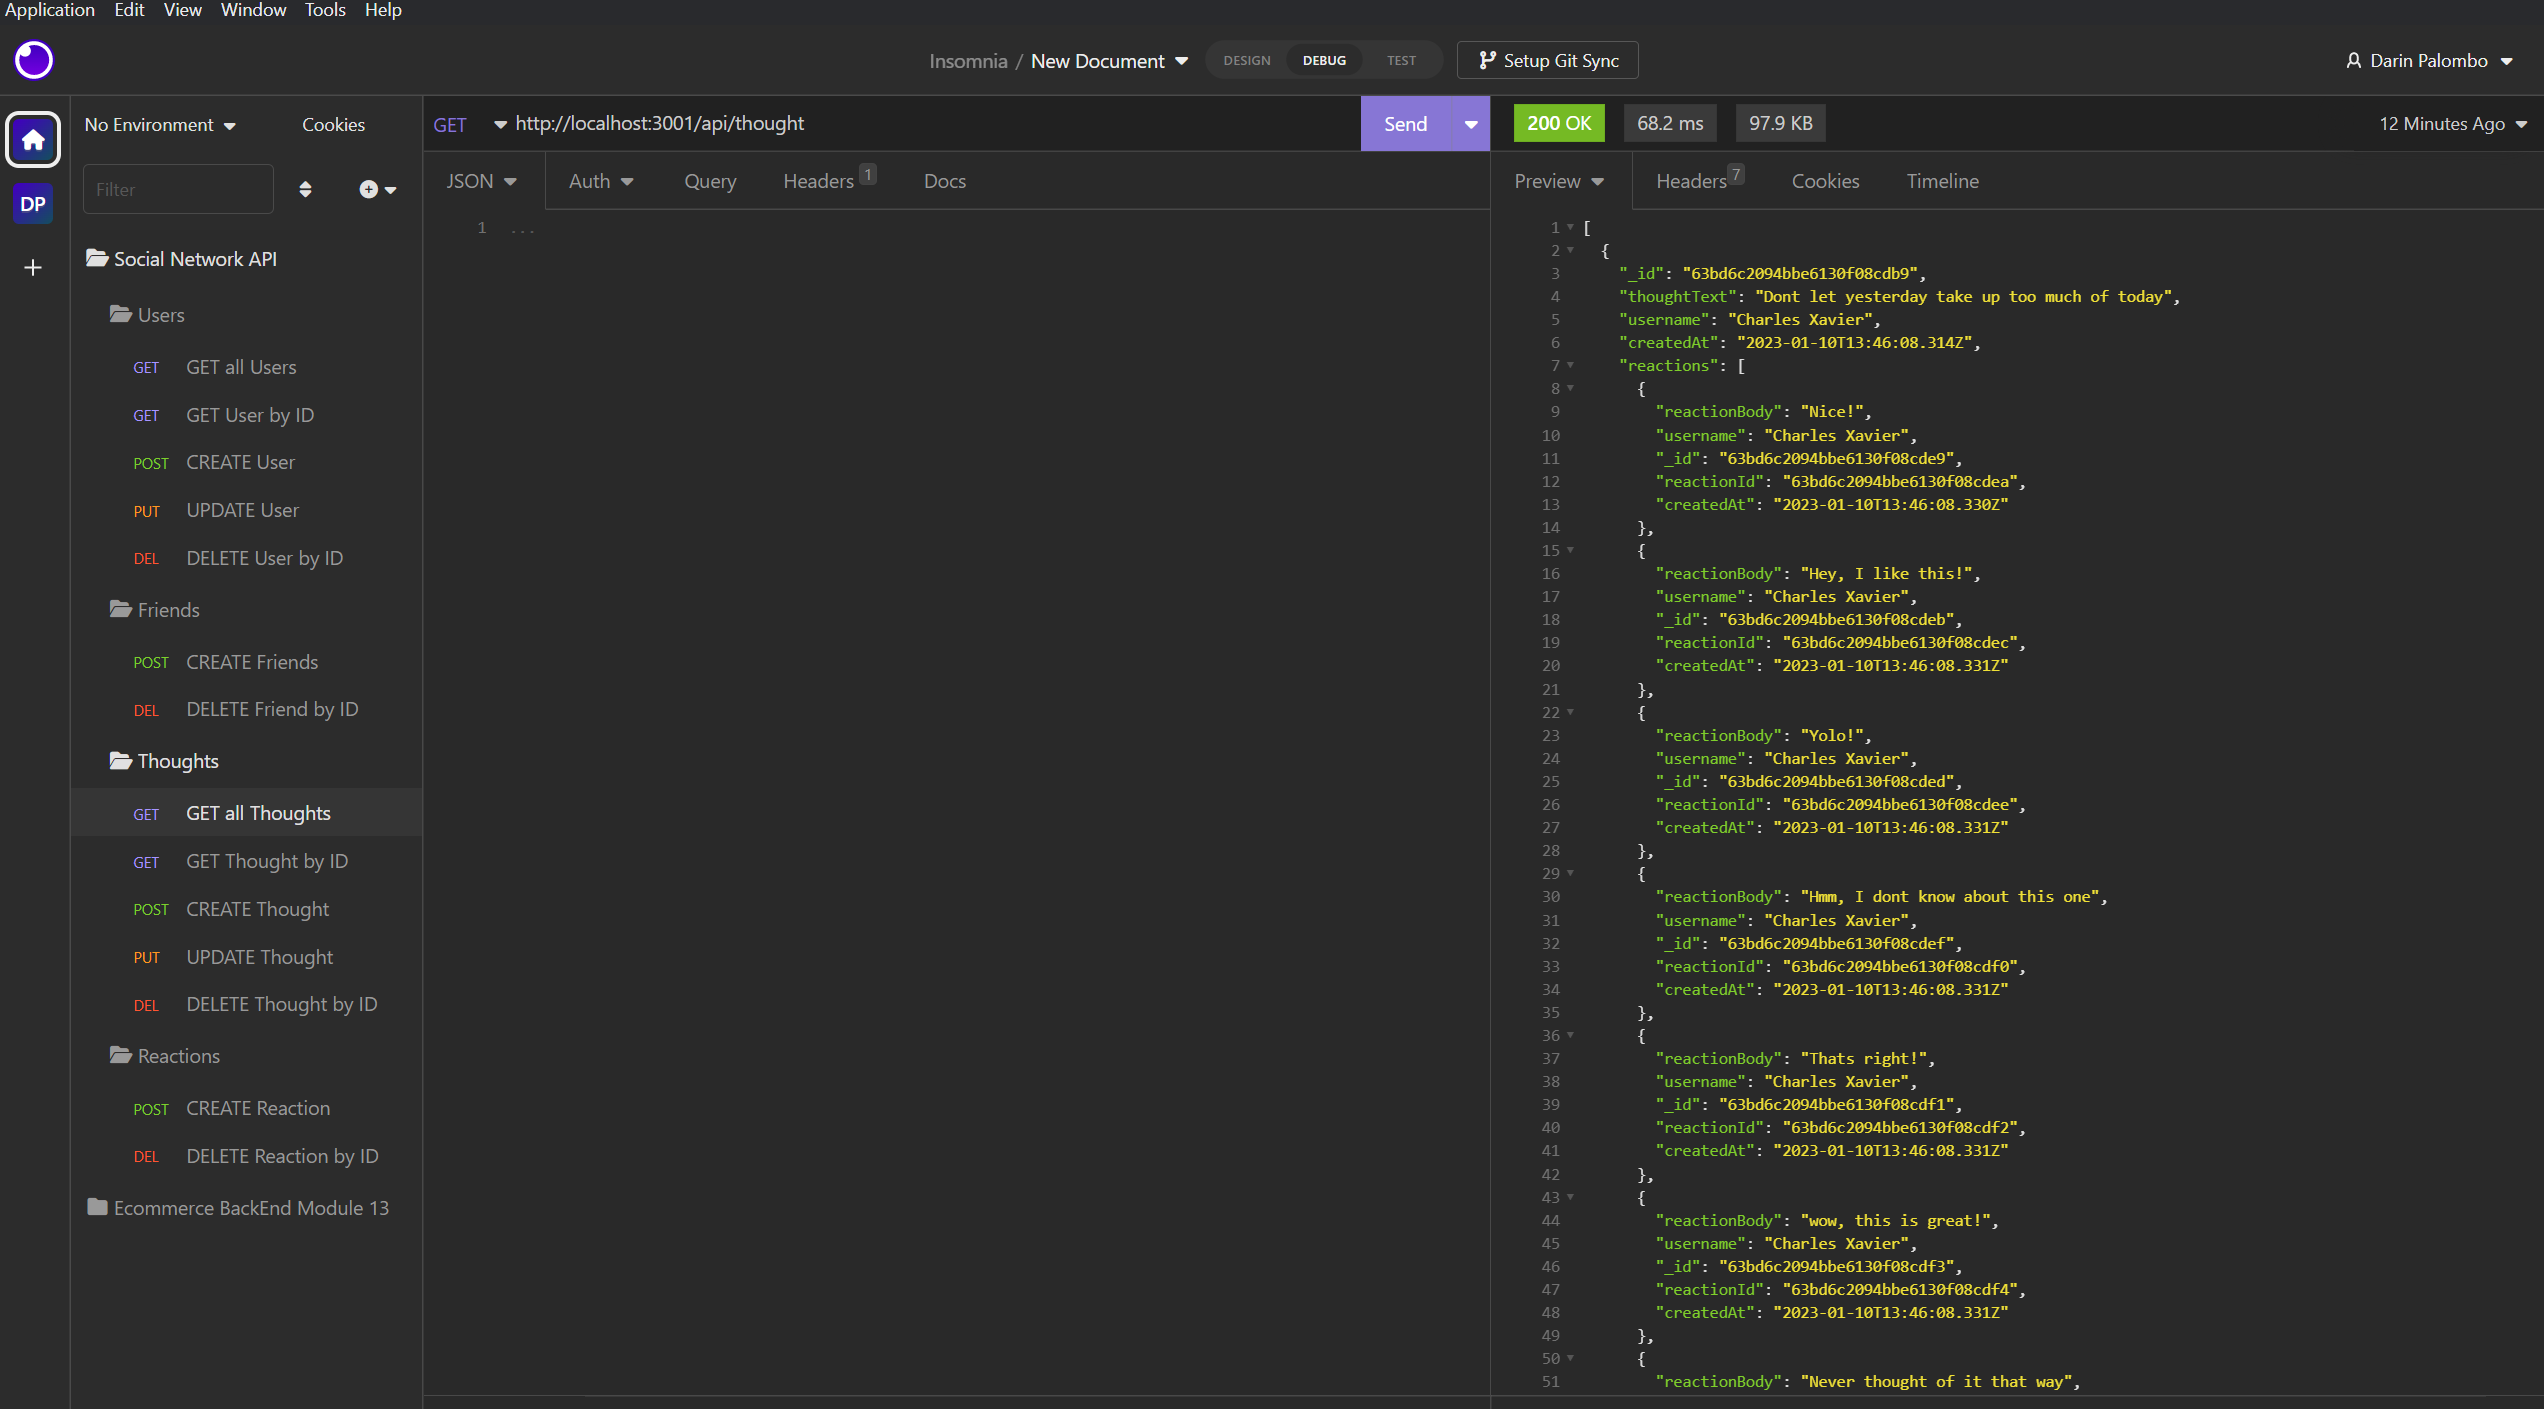 Application Edit View Window Tools Help
Insomnia / New Document DESIGN DEBUG TEST Setup Git Sync Darin Palombo
DP
No Environment Cookies
Filter
Social Network API
Users
GET GET all Users
GET GET User by ID
POST CREATE User
PUT UPDATE User
DEL DELETE User by ID
Friends
POST CREATE Friends
DEL DELETE Friend by ID
Thoughts
GET GET all Thoughts
GET GET Thought by ID
POST CREATE Thought
PUT UPDATE Thought
DEL DELETE Thought by ID
Reactions
POST CREATE Reaction
DEL DELETE Reaction by ID
Ecommerce BackEnd Module 13
GET http://localhost:3001/api/thought Send
JSON Auth Query Headers 1 Docs
1 ...
200 OK 68.2 ms 97.9 KB 12 Minutes Ago
Preview Headers 7 Cookies Timeline
1 [
2 {
3 "_id": "63bd6c2094bbe6130f08cdb9",
4 "thoughtText": "Dont let yesterday take up too much of today",
5 "username": "Charles Xavier",
6 "createdAt": "2023-01-10T13:46:08.314Z",
7 "reactions": [
8 {
9 "reactionBody": "Nice!",
10 "username": "Charles Xavier",
11 "_id": "63bd6c2094bbe6130f08cde9",
12 "reactionId": "63bd6c2094bbe6130f08cdea",
13 "createdAt": "2023-01-10T13:46:08.330Z"
14 },
15 {
16 "reactionBody": "Hey, I like this!",
17 "username": "Charles Xavier",
18 "_id": "63bd6c2094bbe6130f08cdeb",
19 "reactionId": "63bd6c2094bbe6130f08cdec",
20 "createdAt": "2023-01-10T13:46:08.331Z"
21 },
22 {
23 "reactionBody": "Yolo!",
24 "username": "Charles Xavier",
25 "_id": "63bd6c2094bbe6130f08cded",
26 "reactionId": "63bd6c2094bbe6130f08cdee",
27 "createdAt": "2023-01-10T13:46:08.331Z"
28 },
29 {
30 "reactionBody": "Hmm, I dont know about this one",
31 "username": "Charles Xavier",
32 "_id": "63bd6c2094bbe6130f08cdef",
33 "reactionId": "63bd6c2094bbe6130f08cdf0",
34 "createdAt": "2023-01-10T13:46:08.331Z"
35 },
36 {
37 "reactionBody": "Thats right!",
38 "username": "Charles Xavier",
39 "_id": "63bd6c2094bbe6130f08cdf1",
40 "reactionId": "63bd6c2094bbe6130f08cdf2",
41 "createdAt": "2023-01-10T13:46:08.331Z"
42 },
43 {
44 "reactionBody": "wow, this is great!",
45 "username": "Charles Xavier",
46 "_id": "63bd6c2094bbe6130f08cdf3",
47 "reactionId": "63bd6c2094bbe6130f08cdf4",
48 "createdAt": "2023-01-10T13:46:08.331Z"
49 },
50 {
51 "reactionBody": "Never thought of it that way",